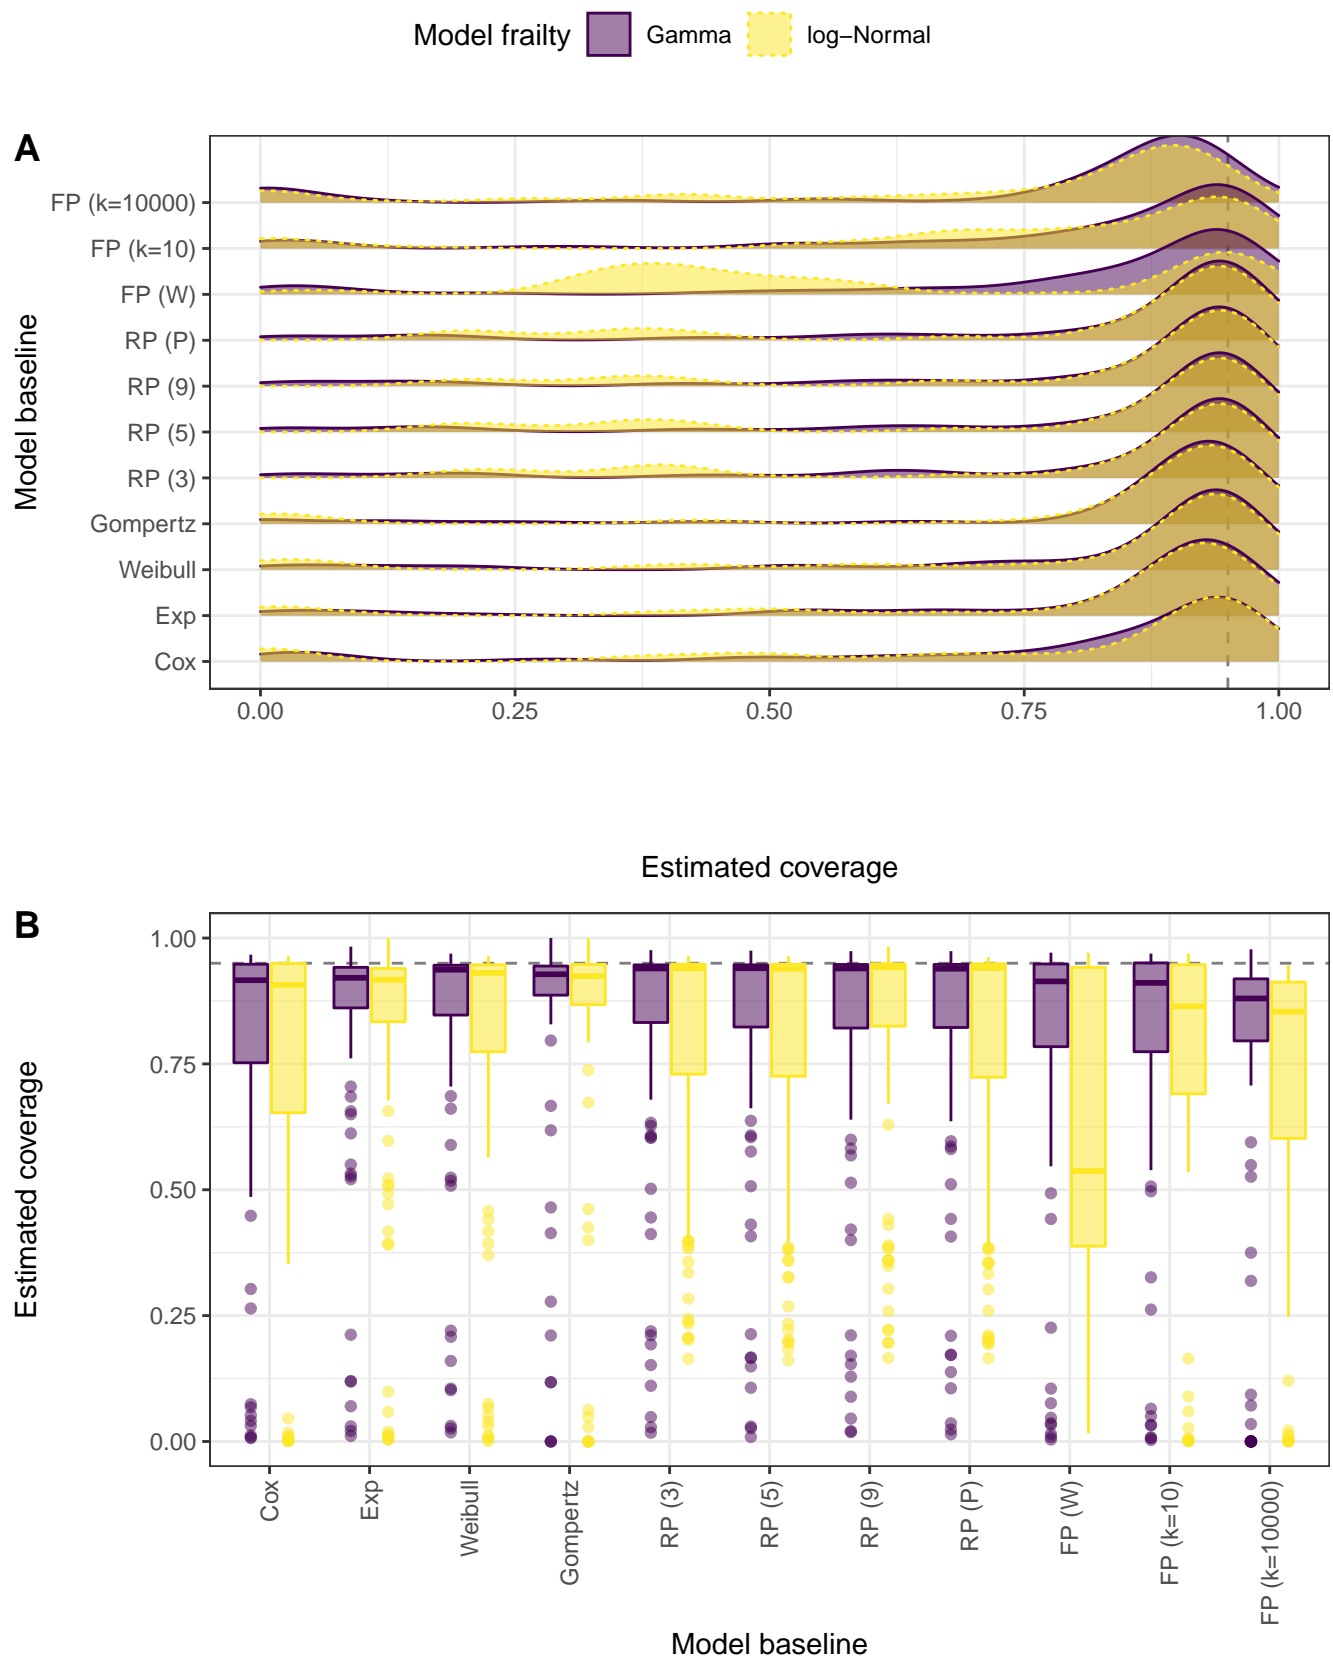 Model frailty Gamma log−Normal
A
Model baseline
FP (k=10000)
FP (k=10)
FP (W)
RP (P)
RP (9)
RP (5)
RP (3)
Gompertz
Weibull
Exp
Cox
0.00 0.25 0.50 0.75 1.00
Estimated coverage
B
Estimated coverage
1.00
0.75
0.50
0.25
0.00
Cox Exp Weibull Gompertz RP (3) RP (5) RP (9) RP (P) FP (W) FP (k=10) FP (k=10000)
Model baseline